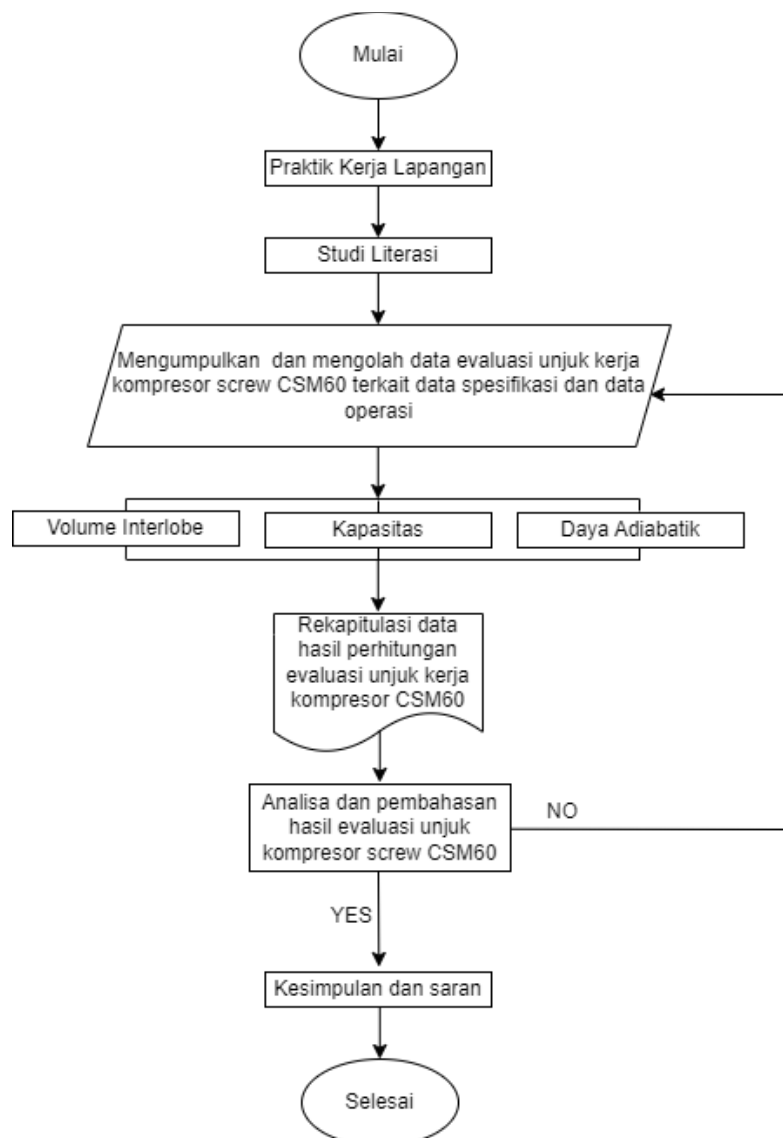 Mulai
Praktik Kerja Lapangan
Studi Literasi
Mengumpulkan dan mengolah data evaluasi unjuk kerja
kompresor screw CSM60 terkait data spesifikasi dan data
operasi
Volume Interlobe
Kapasitas
Daya Adiabatik
Rekapitulasi data
hasil perhitungan
evaluasi unjuk kerja
kompresor CSM60
Analisa dan pembahasan
hasil evaluasi unjuk
kompresor screw CSM60
NO
YES
Kesimpulan dan saran
Selesai